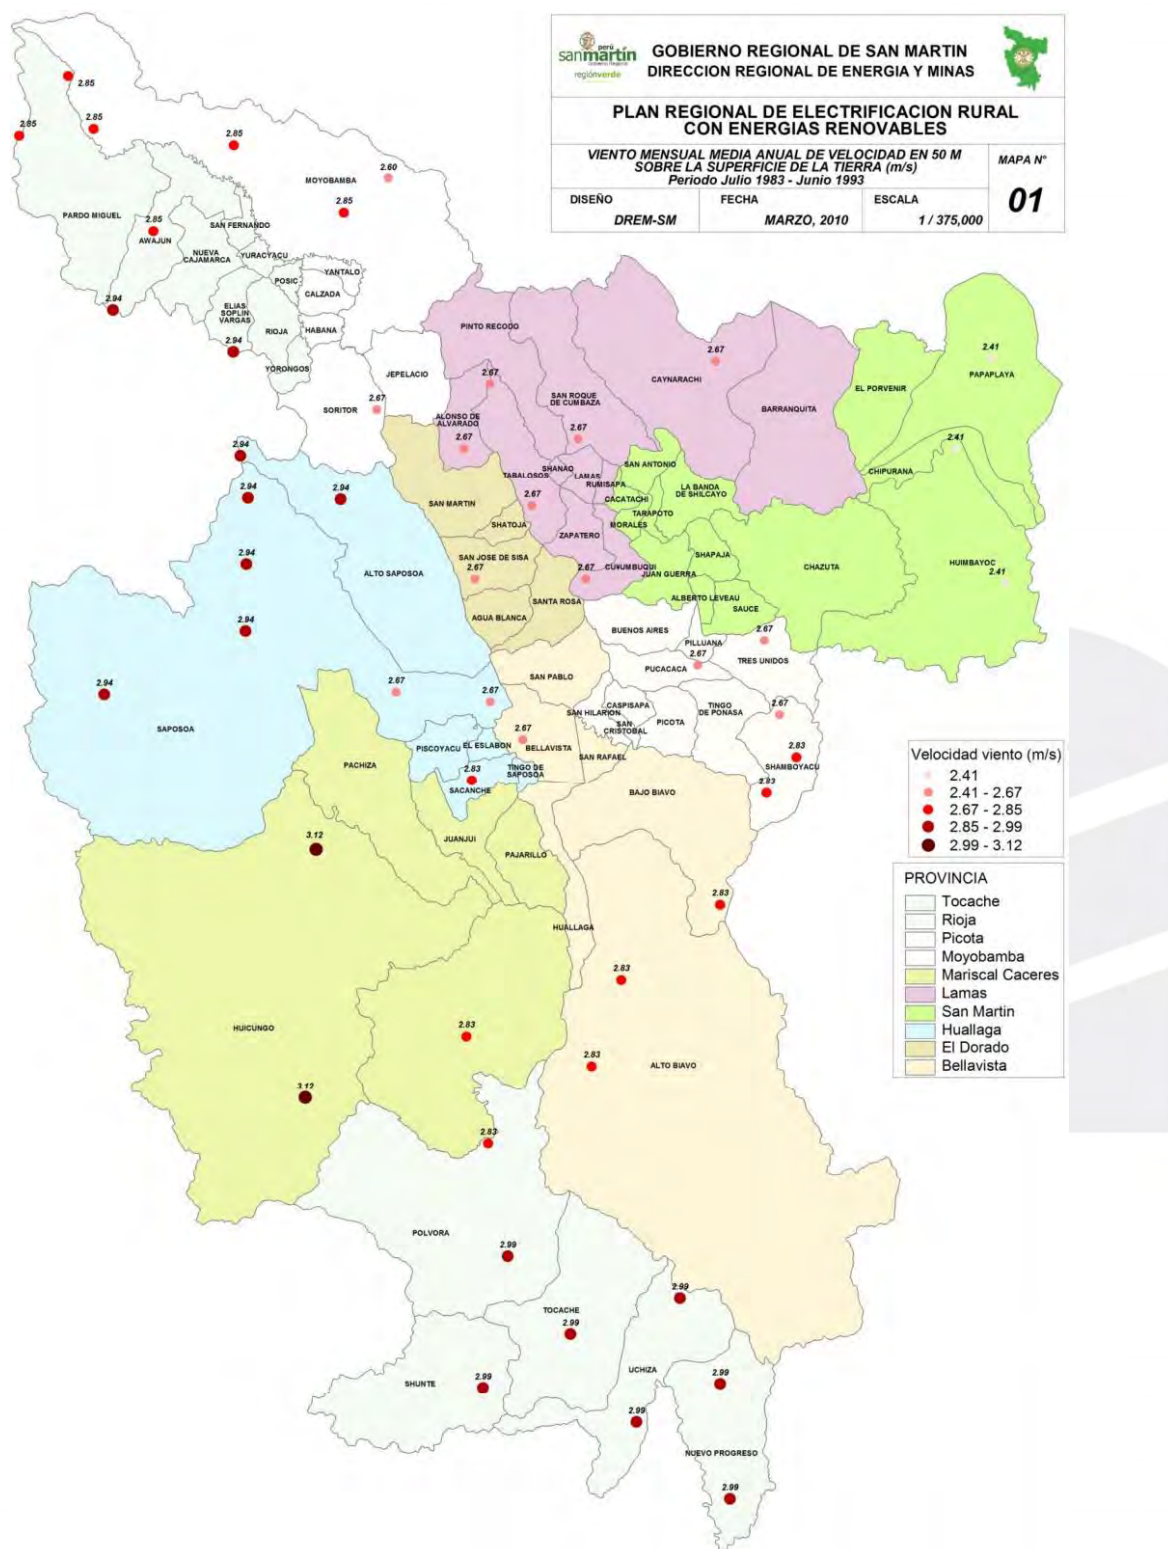 perú
sanmartín
Gobierno Regional
regiónverde
GOBIERNO REGIONAL DE SAN MARTIN
DIRECCION REGIONAL DE ENERGIA Y MINAS
PLAN REGIONAL DE ELECTRIFICACION RURAL
CON ENERGIAS RENOVABLES
VIENTO MENSUAL MEDIA ANUAL DE VELOCIDAD EN 50 M
SOBRE LA SUPERFICIE DE LA TIERRA (m/s)
Periodo Julio 1983 - Junio 1993
MAPA N°
01
DISEÑO
DREM-SM
FECHA
MARZO, 2010
ESCALA
1 / 375,000
2.85
2.85
2.85
2.60
MOYOBAMBA
2.85
PARDO MIGUEL
2.85
AWAJUN
SAN FERNANDO
NUEVA
CAJAMARCA
YURACYACU
POSIC
YANTALO
CALZADA
2.94
ELIAS
SOPLIN
VARGAS
RIOJA
HABANA
2.94
YORONGOS
JEPELACIO
SORITOR
2.67
PINTO RECODO
2.67
SAN ROQUE
DE CUMBAZA
2.67
CAYNARACHI
BARRANQUITA
EL PORVENIR
2.41
PAPAPLAYA
ALONSO DE
ALVARADO
2.67
2.67
2.41
CHIPURANA
2.94
2.94
2.94
SAN MARTIN
TABALOSOS
SHANAO
LAMAS
RUMISAPA
SAN ANTONIO
LA BANDA
DE SHILCAYO
CACATACHI
2.67
TARAPOTO
MORALES
SHATOJA
ZAPATERO
2.94
ALTO SAPOSOA
SAN JOSE DE SISA
2.67
CUÑUMBUQUI
2.67
JUAN GUERRA
SHAPAJA
CHAZUTA
HUIMBAYOC
2.41
ALBERTO LEVEAU
SAUCE
SANTA ROSA
AGUA BLANCA
2.94
BUENOS AIRES
PILLUANA
2.67
TRES UNIDOS
2.67
PUCACACA
SAN PABLO
2.94
SAPOSOA
2.67
2.67
CASPISAPA
SAN HILARION
SAN
CRISTOBAL
PICOTA
TINGO
DE PONASA
2.67
2.67
BELLAVISTA
PISCOYACU
EL ESLABON
SAN RAFAEL
2.83
SHAMBOYACU
2.83
PACHIZA
TINGO DE
SAPOSOA
2.83
SACANCHE
BAJO BIAVO
3.12
JUANJUI
PAJARILLO
2.83
HUALLAGA
2.83
HUICUNGO
2.83
2.83
ALTO BIAVO
3.12
2.83
POLVORA
2.99
2.99
TOCACHE
2.99
UCHIZA
SHUNTE
2.99
2.99
2.99
NUEVO PROGRESO
2.99
Velocidad viento (m/s)
2.41
2.41 - 2.67
2.67 - 2.85
2.85 - 2.99
2.99 - 3.12
PROVINCIA
Tocache
Rioja
Picota
Moyobamba
Mariscal Caceres
Lamas
San Martin
Huallaga
El Dorado
Bellavista